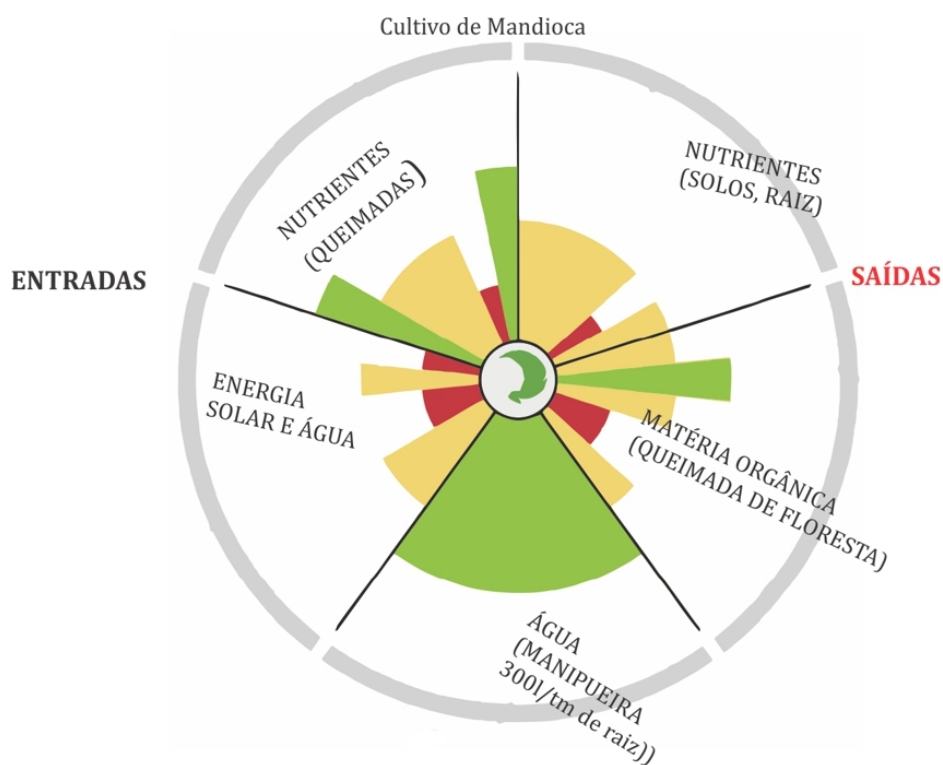 Cultivo de Mandioca
NUTRIENTES
(QUEIMADAS)
NUTRIENTES
(SOLOS, RAIZ)
ENTRADAS
SAÍDAS
ENERGIA
SOLAR E ÁGUA
MATÉRIA ORGÂNICA
(QUEIMADA DE FLORESTA)
ÁGUA
(MANIPUEIRA
300l/tm de raiz))